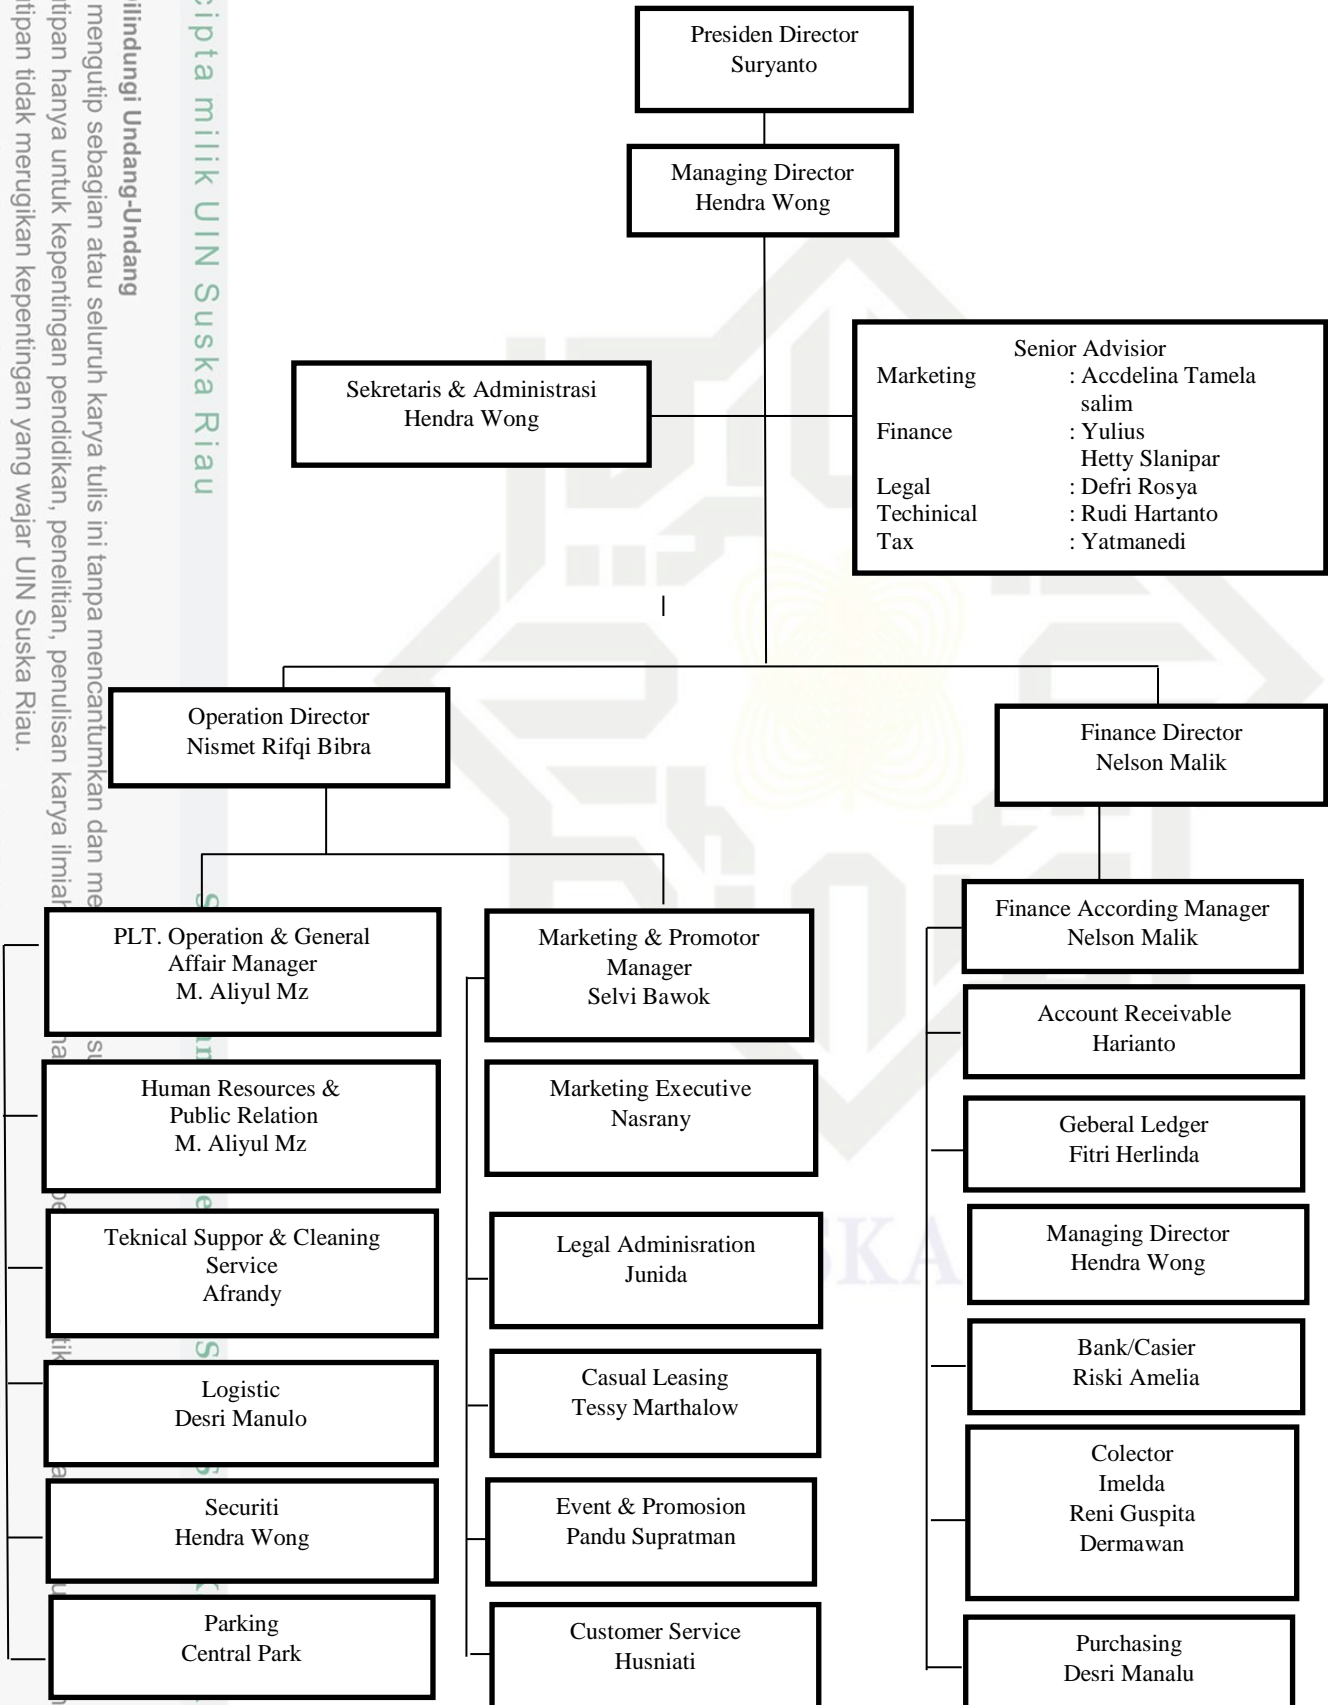 Presiden Director
Suryanto
Managing Director
Hendra Wong
Sekretaris & Administrasi
Hendra Wong
Senior Advisior
Marketing : Accdelina Tamela
salim
Finance : Yulius
Hetty Slanipar
Legal : Defri Rosya
Techinical : Rudi Hartanto
Tax : Yatmanedi
Operation Director
Nismet Rifqi Bibra
Finance Director
Nelson Malik
PLT. Operation & General
Affair Manager
M. Aliyul Mz
Human Resources &
Public Relation
M. Aliyul Mz
Teknical Suppor & Cleaning
Service
Afrandy
Logistic
Desri Manulo
Securiti
Hendra Wong
Parking
Central Park
Marketing & Promotor
Manager
Selvi Bawok
Marketing Executive
Nasrany
Legal Adminisration
Junida
Casual Leasing
Tessy Marthalow
Event & Promosion
Pandu Supratman
Customer Service
Husniati
Finance According Manager
Nelson Malik
Account Receivable
Harianto
Geberal Ledger
Fitri Herlinda
Managing Director
Hendra Wong
Bank/Casier
Riski Amelia
Colector
Imelda
Reni Guspita
Dermawan
Purchasing
Desri Manalu
cipta milik UIN Suska Riau
Dilindungi Undang-Undang
mengutip sebagian atau seluruh karya tulis ini tanpa mencantumkan dan me
tipan hanya untuk kepentingan pendidikan, penelitian, penulisan karya ilmiah
tipan tidak merugikan kepentingan yang wajar UIN Suska Riau.
SKA